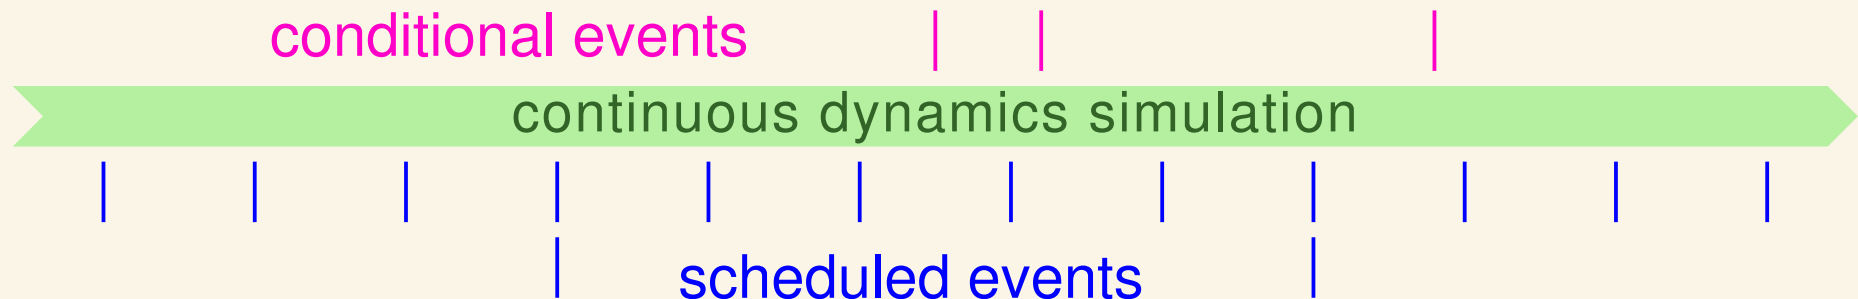 conditional events
continuous dynamics simulation
scheduled events